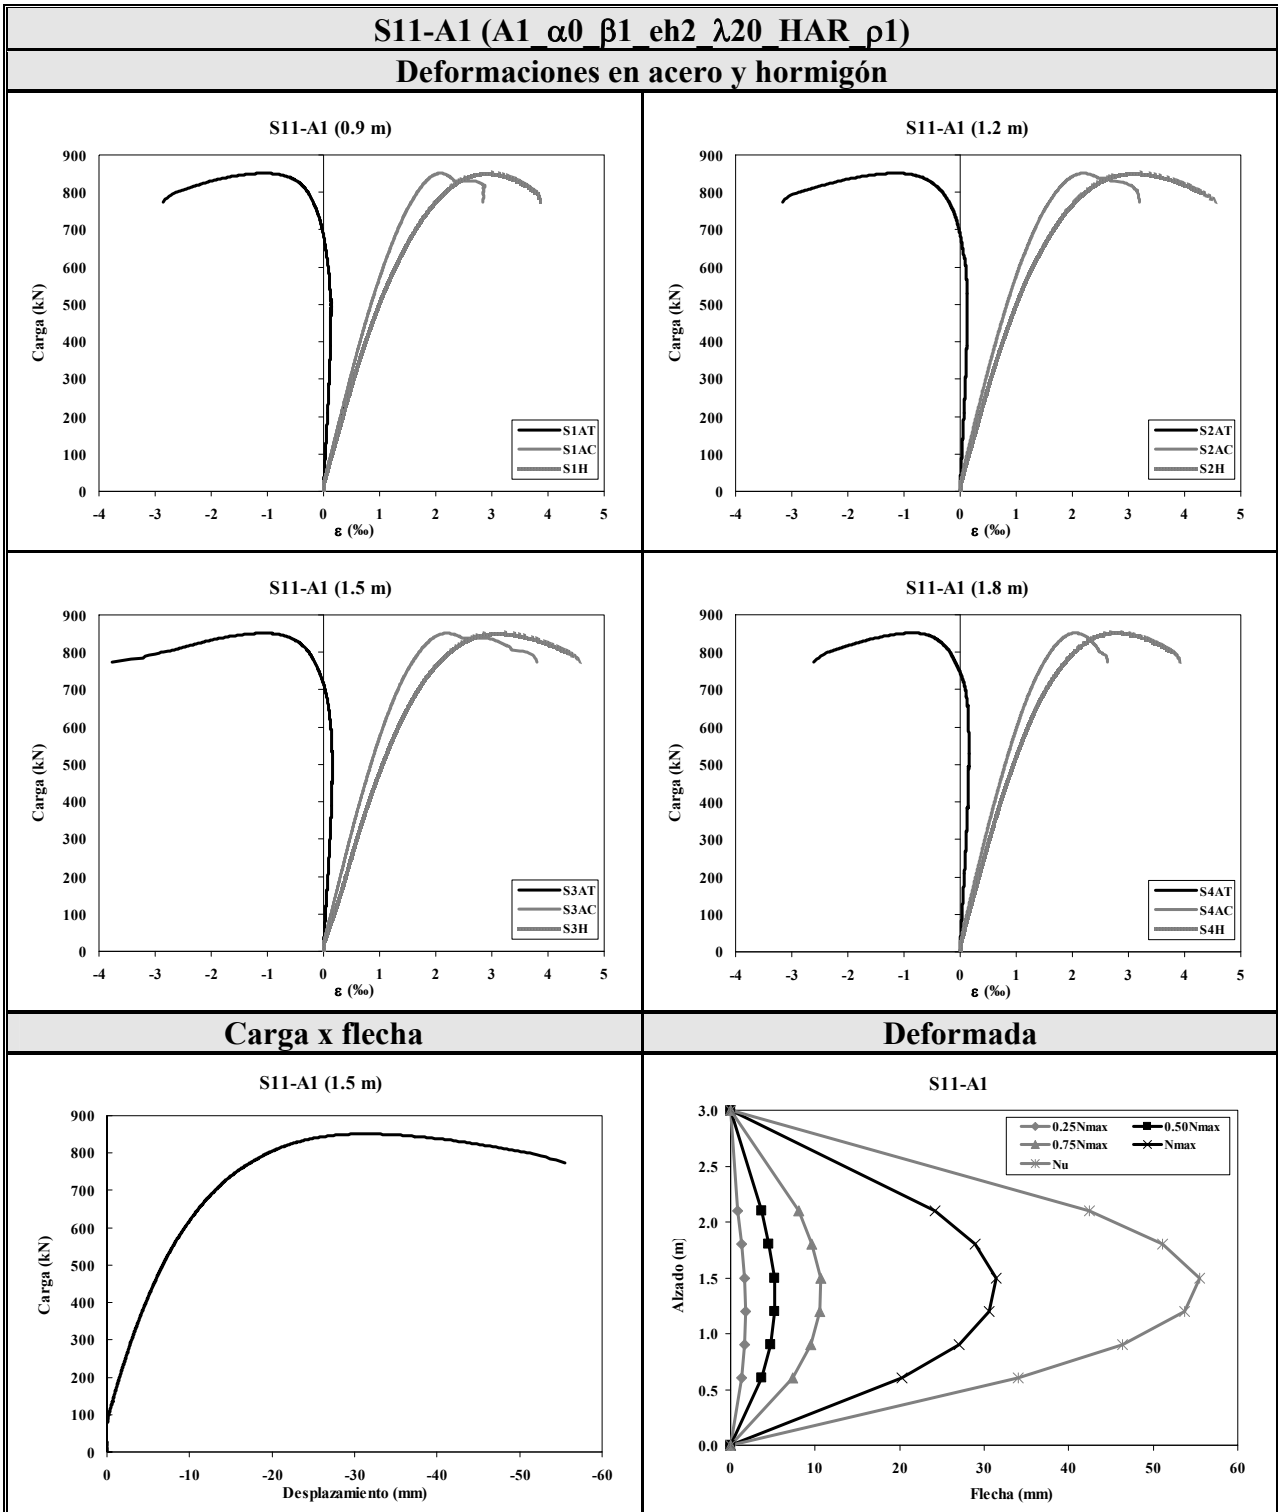 S11-A1 (A1_α0_β1_eh2_λ20_HAR_ρ1)
Deformaciones en acero y hormigón
S11-A1 (0.9 m)
Carga (kN)
900
800
700
600
500
400
300
200
100
0
-4 -3 -2 -1 0 1 2 3 4 5
ε (‰)
S1AT
S1AC
S1H
S11-A1 (1.2 m)
Carga (kN)
900
800
700
600
500
400
300
200
100
0
-4 -3 -2 -1 0 1 2 3 4 5
ε (‰)
S2AT
S2AC
S2H
S11-A1 (1.5 m)
Carga (kN)
900
800
700
600
500
400
300
200
100
0
-4 -3 -2 -1 0 1 2 3 4 5
ε (‰)
S3AT
S3AC
S3H
S11-A1 (1.8 m)
Carga (kN)
900
800
700
600
500
400
300
200
100
0
-4 -3 -2 -1 0 1 2 3 4 5
ε (‰)
S4AT
S4AC
S4H
Carga x flecha
S11-A1 (1.5 m)
Carga (kN)
900
800
700
600
500
400
300
200
100
0
0 -10 -20 -30 -40 -50 -60
Desplazamiento (mm)
Deformada
S11-A1
Alzado (m)
3.0
2.5
2.0
1.5
1.0
0.5
0.0
0 10 20 30 40 50 60
Flecha (mm)
0.25Nmax 0.50Nmax
0.75Nmax Nmax
Nu